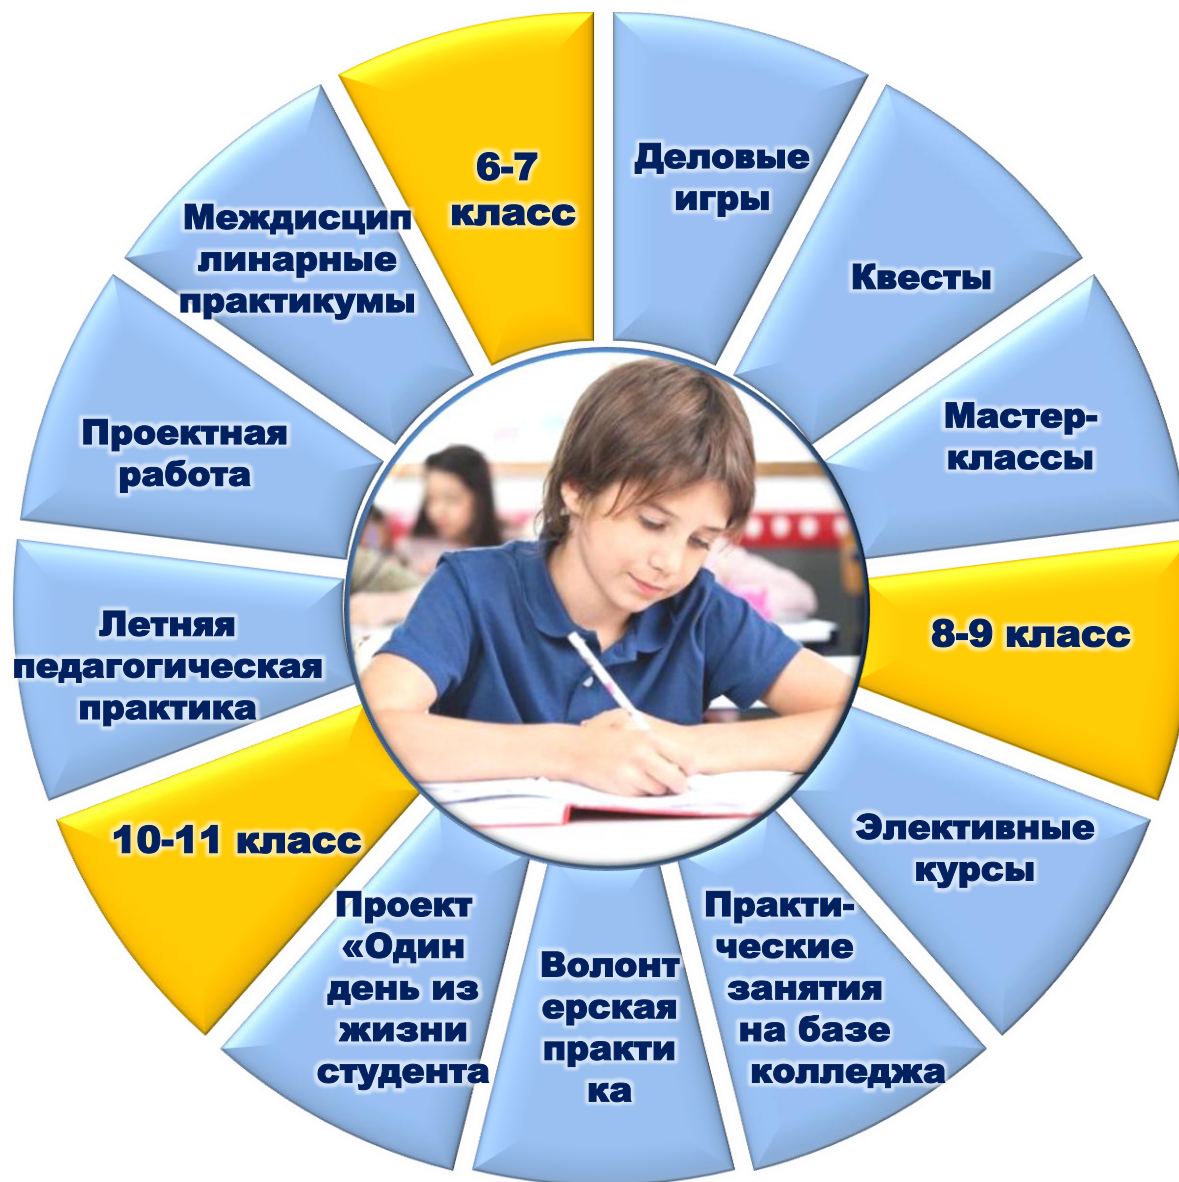 6-7
класс
Деловые
игры
Квесты
Мастер-
классы
8-9 класс
Элективные
курсы
Практи-
ческие
занятия
на базе
колледжа
Волонт
ерская
практи
ка
Проект
«Один
день из
жизни
студента
10-11 класс
Летняя
педагогическая
практика
Проектная
работа
Междисцип
линарные
практикумы